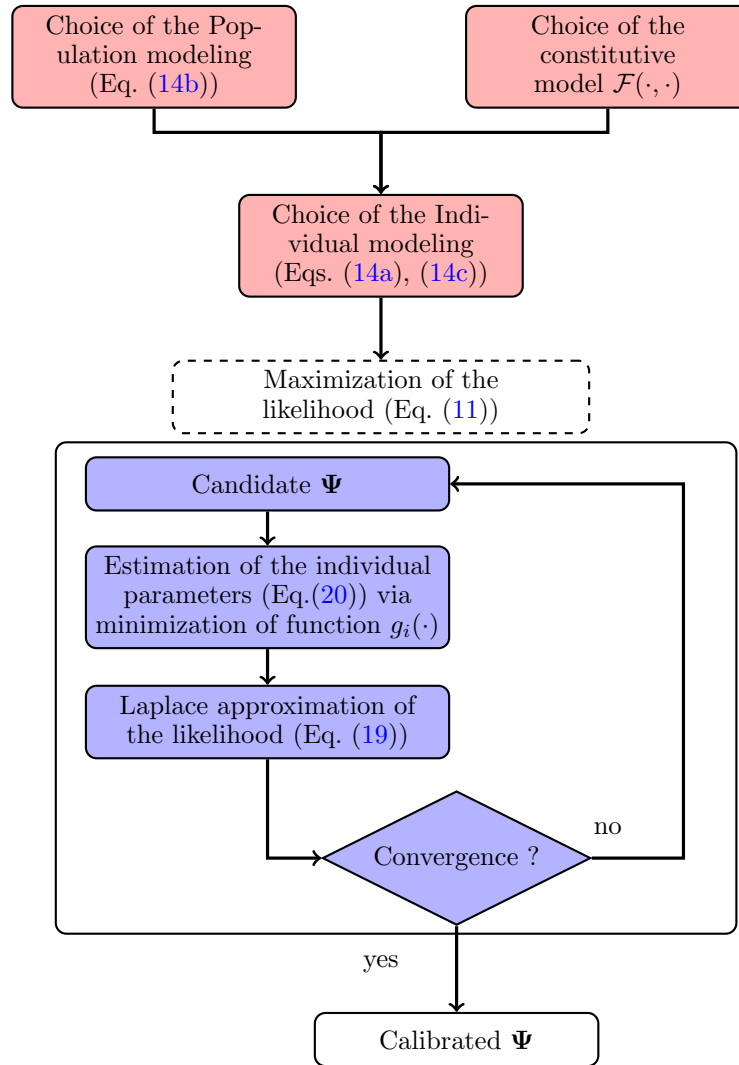 Choice of the Pop-
ulation modeling
(Eq. (14b))
Choice of the
constitutive
model ℱ(·, ·)
Choice of the Indi-
vidual modeling
(Eqs. (14a), (14c))
Maximization of the
likelihood (Eq. (11))
Candidate Ψ
Estimation of the individual
parameters (Eq.(20)) via
minimization of function gᵢ(·)
Laplace approximation of
the likelihood (Eq. (19))
Convergence ?
no
yes
Calibrated Ψ